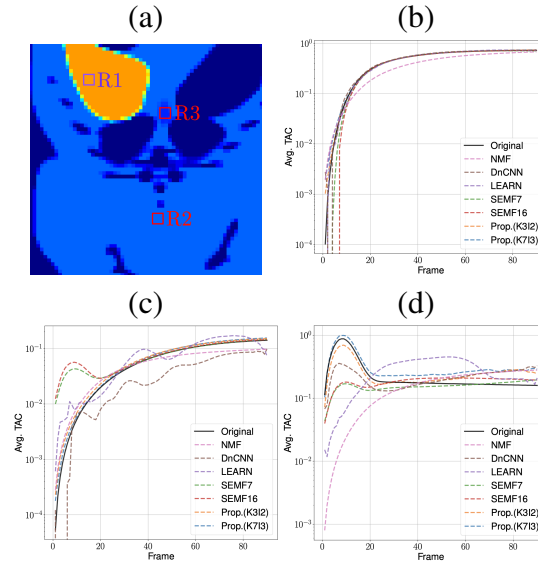 (a)
R1
R3
R2
(b)
Avg. TAC
10⁰
10⁻¹
10⁻²
10⁻³
10⁻⁴
0 20 40 60 80
Frame
Original
NMF
DnCNN
LEARN
SEMF7
SEMF16
Prop.(K3I2)
Prop.(K7I3)
(c)
Avg. TAC
10⁻¹
10⁻²
10⁻³
10⁻⁴
0 20 40 60 80
Frame
Original
NMF
DnCNN
LEARN
SEMF7
SEMF16
Prop.(K3I2)
Prop.(K7I3)
(d)
Avg. TAC
10⁰
10⁻¹
10⁻²
10⁻³
0 20 40 60 80
Frame
Original
NMF
DnCNN
LEARN
SEMF7
SEMF16
Prop.(K3I2)
Prop.(K7I3)